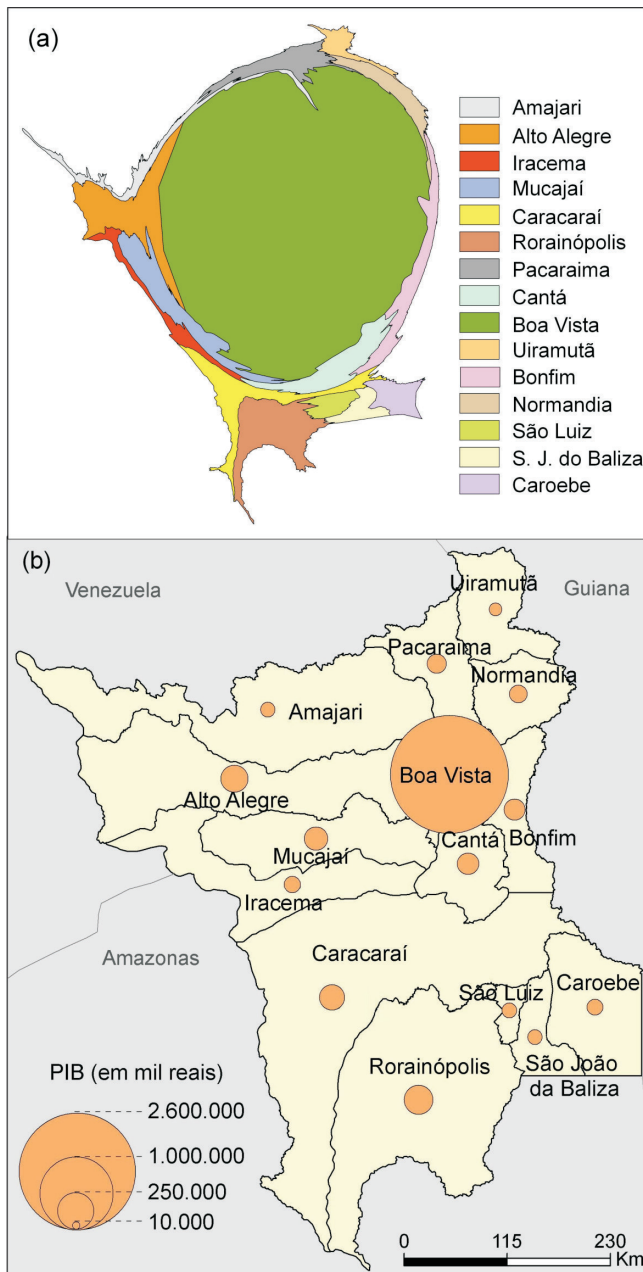 (a)
Amajari
Alto Alegre
Iracema
Mucajaí
Caracaraí
Rorainópolis
Pacaraima
Cantá
Boa Vista
Uiramutã
Bonfim
Normandia
São Luiz
S. J. do Baliza
Caroebe
(b)
Venezuela
Uiramutã
Guiana
Pacaraima
Normandia
Amajari
Boa Vista
Alto Alegre
Mucajaí
Cantá
Bonfim
Iracema
Amazonas
Caracaraí
São Luiz
Caroebe
Rorainópolis
São João
da Baliza
PIB (em mil reais)
2.600.000
1.000.000
250.000
10.000
0 115 230
Km